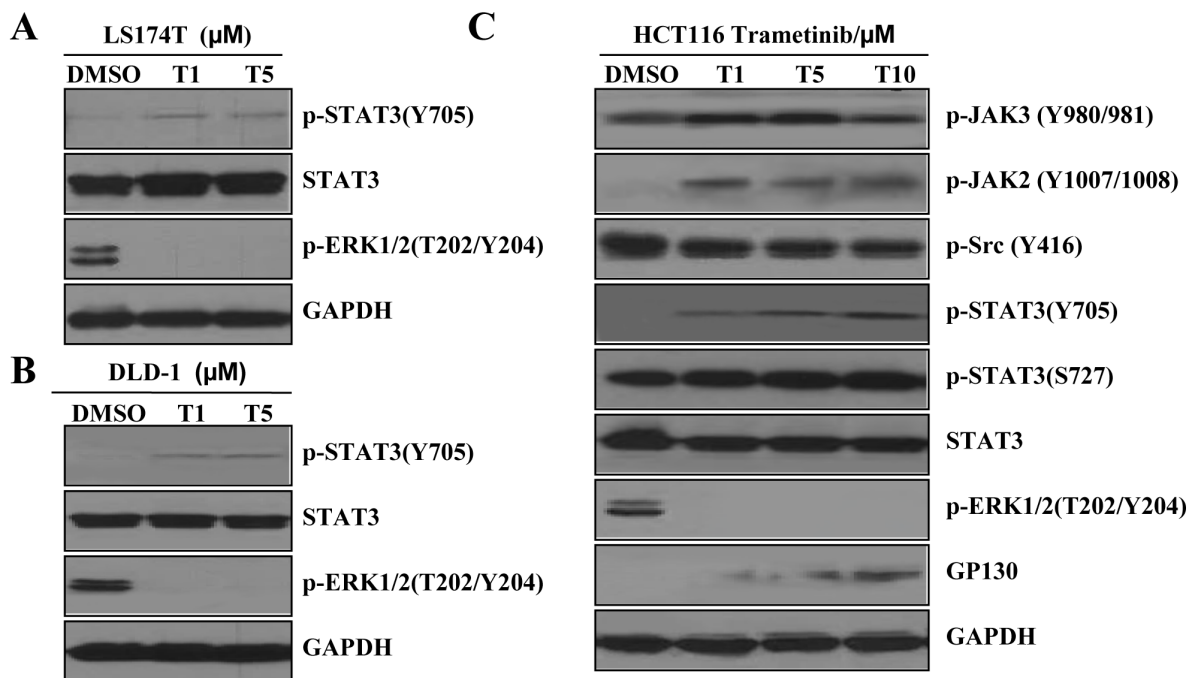 A
LS174T (μM)
DMSO T1 T5
p-STAT3(Y705)
STAT3
p-ERK1/2(T202/Y204)
GAPDH
B
DLD-1 (μM)
DMSO T1 T5
p-STAT3(Y705)
STAT3
p-ERK1/2(T202/Y204)
GAPDH
C
HCT116 Trametinib/μM
DMSO T1 T5 T10
p-JAK3 (Y980/981)
p-JAK2 (Y1007/1008)
p-Src (Y416)
p-STAT3(Y705)
p-STAT3(S727)
STAT3
p-ERK1/2(T202/Y204)
GP130
GAPDH